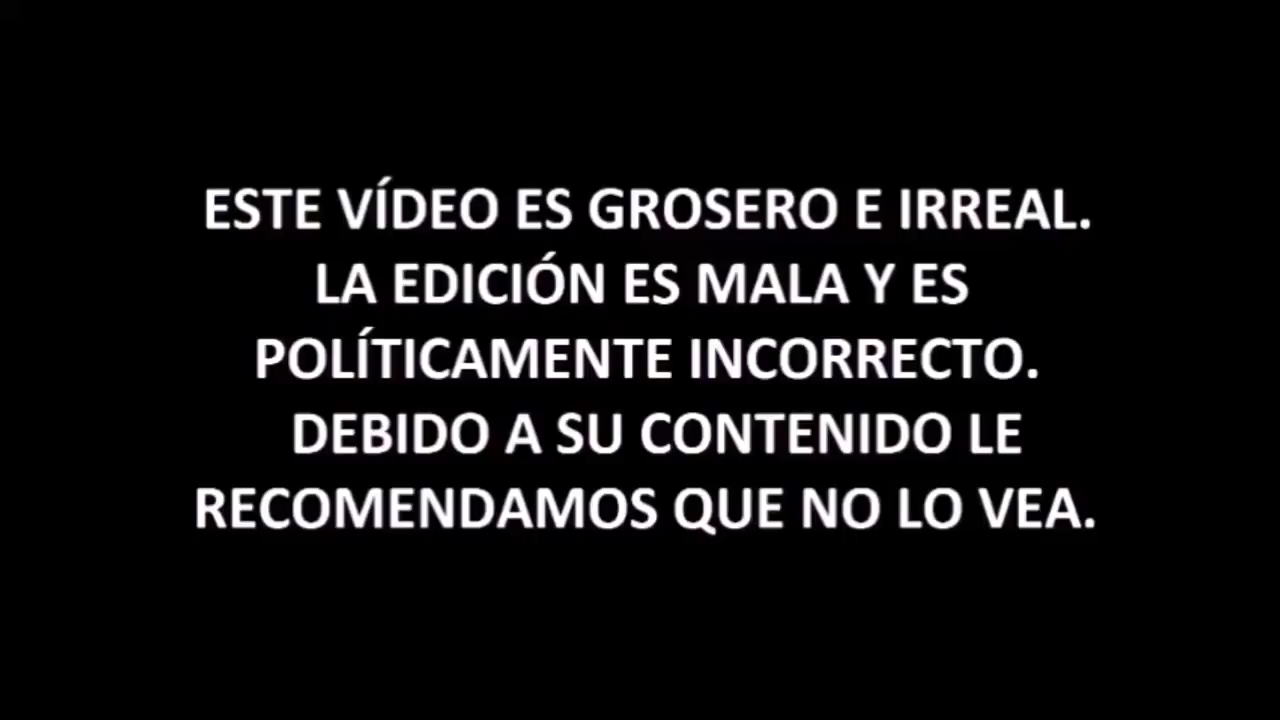 ESTE VÍDEO ES GROSERO E IRREAL.
LA EDICIÓN ES MALA Y ES
POLÍTICAMENTE INCORRECTO.
DEBIDO A SU CONTENIDO LE
RECOMENDAMOS QUE NO LO VEA.